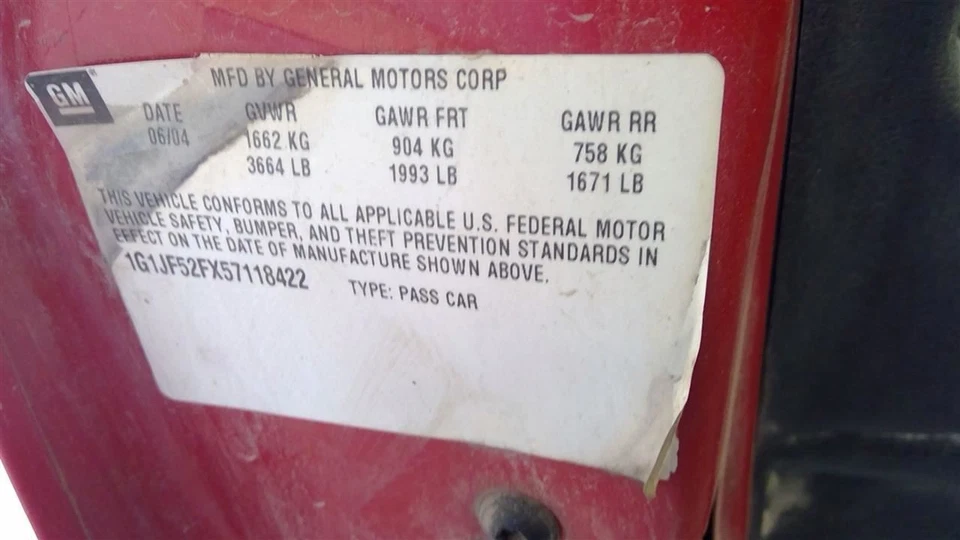 GM
MFD BY GENERAL MOTORS CORP
DATE GVWR GAWR FRT GAWR RR
06/04 1662 KG 904 KG 758 KG
3664 LB 1993 LB 1671 LB
THIS VEHICLE CONFORMS TO ALL APPLICABLE U.S. FEDERAL MOTOR
VEHICLE SAFETY, BUMPER, AND THEFT PREVENTION STANDARDS IN
EFFECT ON THE DATE OF MANUFACTURE SHOWN ABOVE.
1G1JF52FX57118422 TYPE: PASS CAR